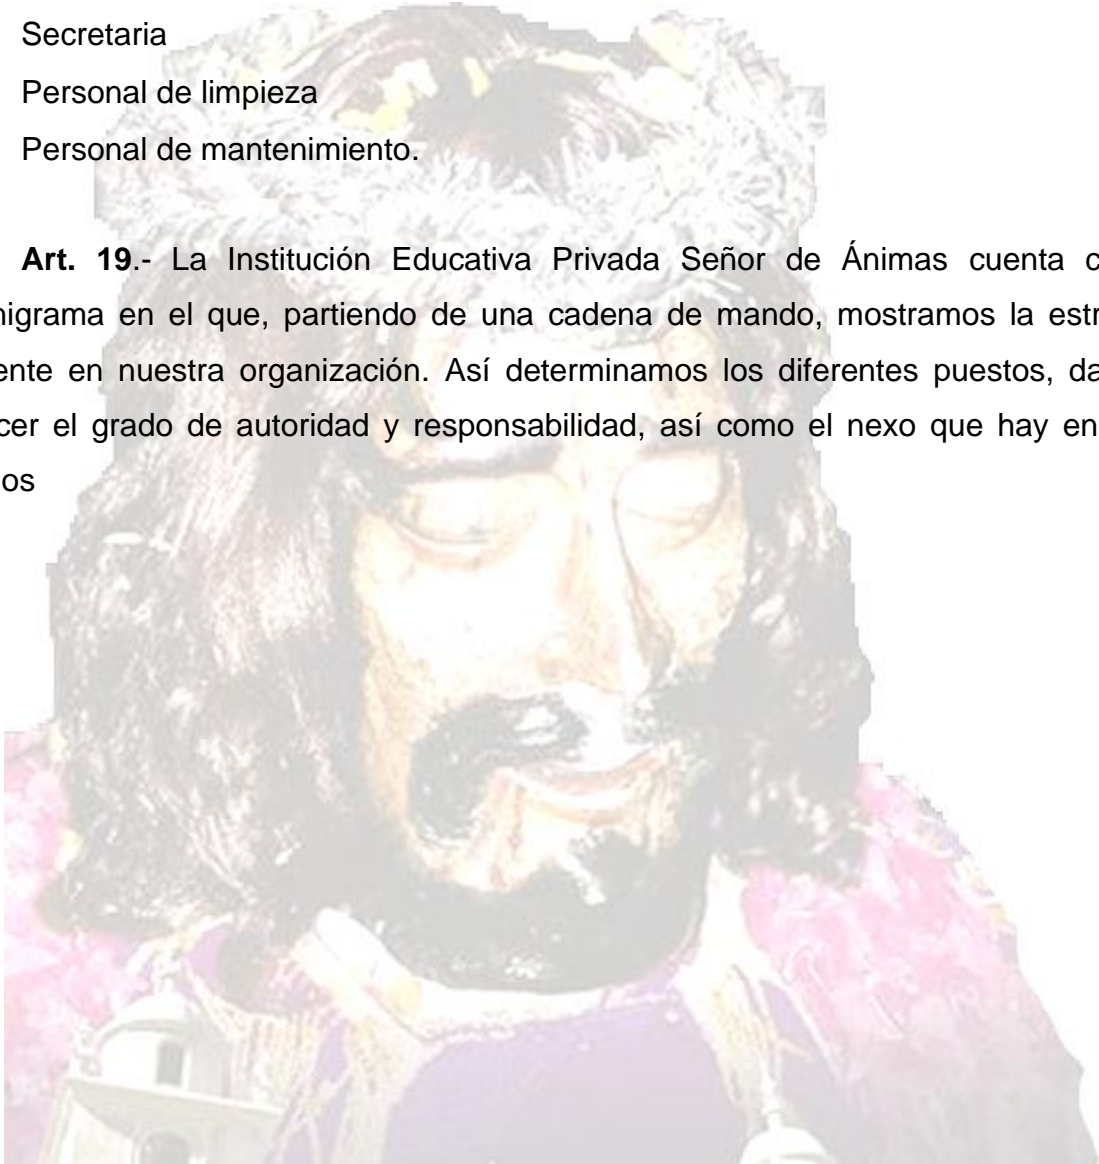 Secretaria
Personal de limpieza
Personal de mantenimiento.
Art. 19.- La Institución Educativa Privada Señor de Ánimas cuenta c
nigrama en el que, partiendo de una cadena de mando, mostramos la estr
ente en nuestra organización. Así determinamos los diferentes puestos, da
cer el grado de autoridad y responsabilidad, así como el nexo que hay en
os